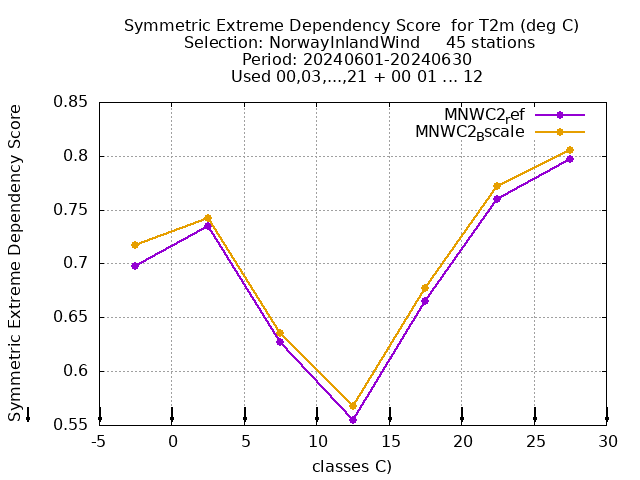 Symmetric Extreme Dependency Score for T2m (deg C)
Selection: NorwayInlandWind 45 stations
Period: 20240601-20240630
Used 00,03,...,21 + 00 01 ... 12
Symmetric Extreme Dependency Score
MNWC2ref
MNWC2Bscale
0.85
0.8
0.75
0.7
0.65
0.6
0.55
-5 0 5 10 15 20 25 30
classes C)